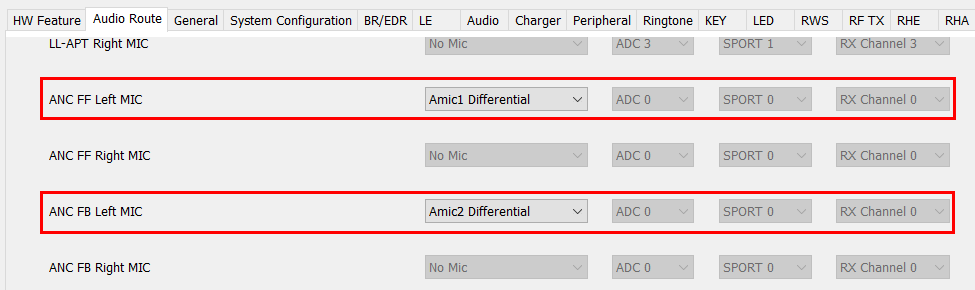 HW Feature Audio Route General System Configuration BR/EDR LE Audio Charger Peripheral Ringtone KEY LED RWS RF TX RHE RHA
LL-APT Right MIC No Mic ADC 3 SPORT 1 RX Channel 3
ANC FF Left MIC Amic1 Differential ADC 0 SPORT 0 RX Channel 0
ANC FF Right MIC No Mic ADC 0 SPORT 0 RX Channel 0
ANC FB Left MIC Amic2 Differential ADC 0 SPORT 0 RX Channel 0
ANC FB Right MIC No Mic ADC 0 SPORT 0 RX Channel 0